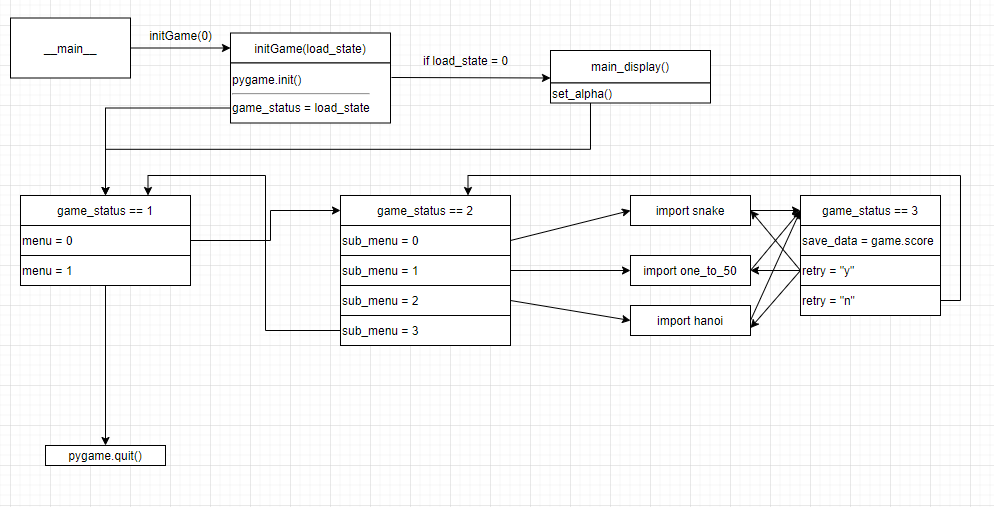 __main__
initGame(0)
initGame(load_state)
pygame.init()
game_status = load_state
if load_state = 0
main_display()
set_alpha()
game_status == 1
menu = 0
menu = 1
game_status == 2
sub_menu = 0
sub_menu = 1
sub_menu = 2
sub_menu = 3
import snake
import one_to_50
import hanoi
game_status == 3
save_data = game.score
retry = "y"
retry = "n"
pygame.quit()